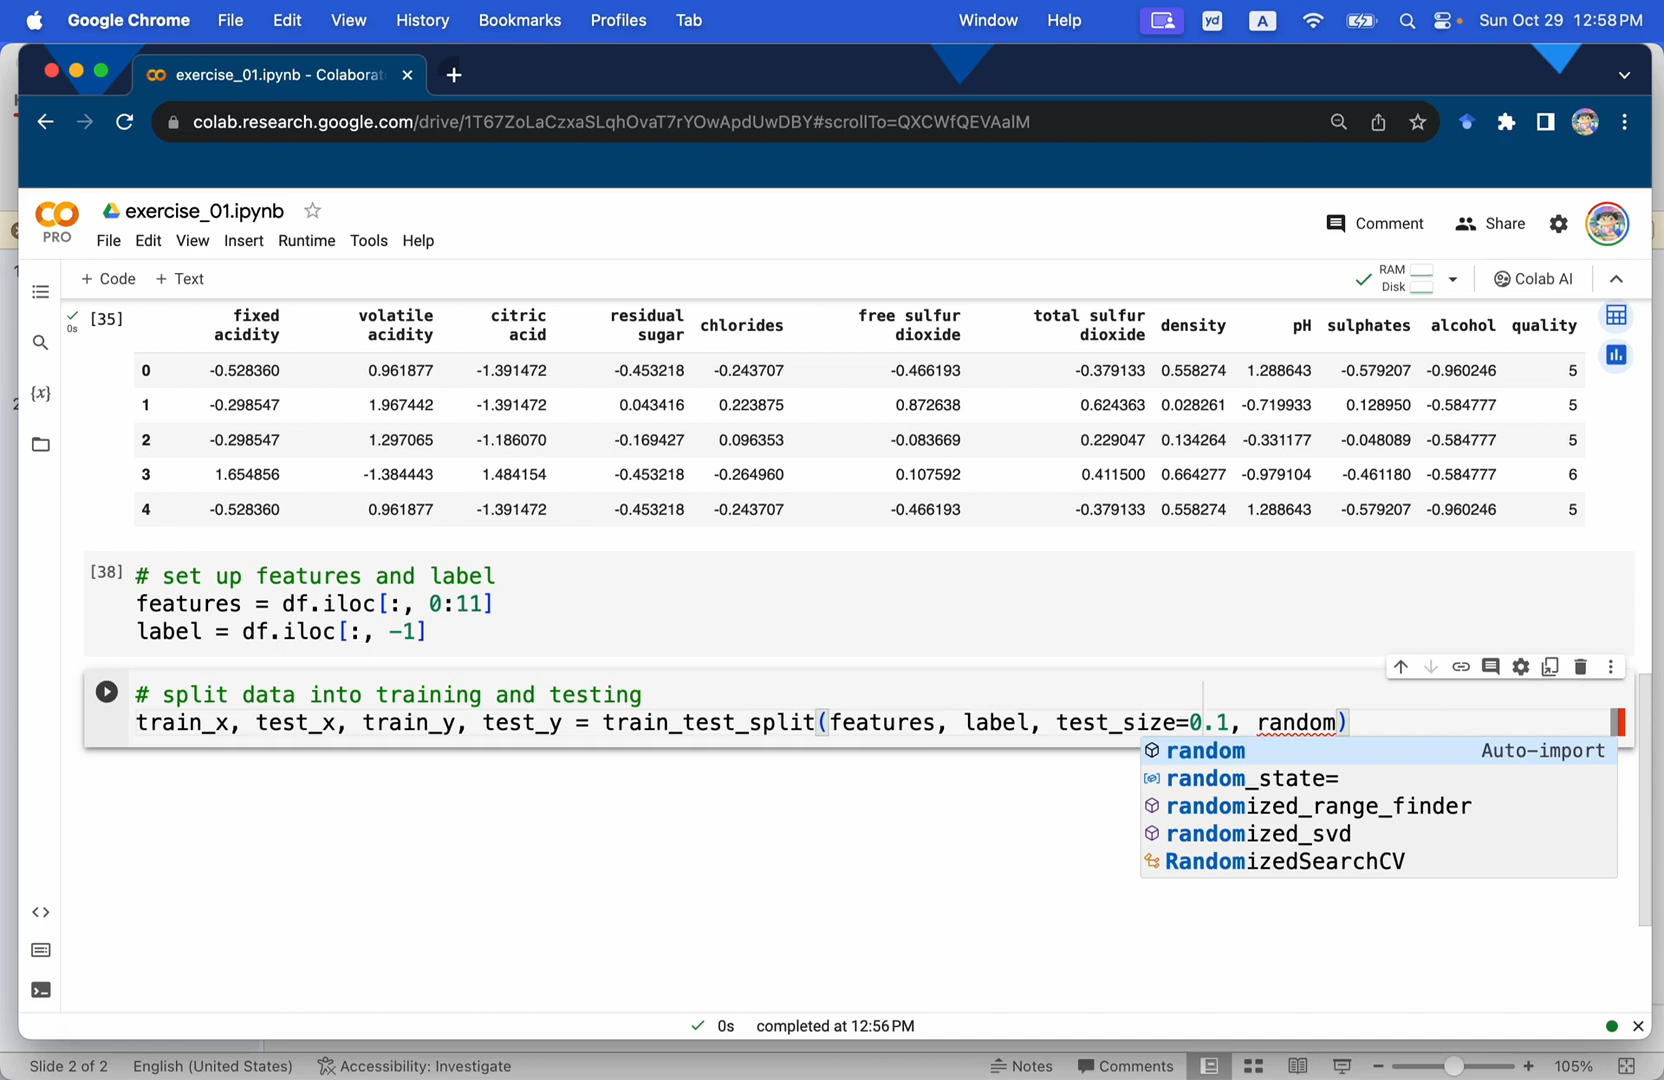 Google Chrome File Edit View History Bookmarks Profiles Tab Window Help yd A Sun Oct 29 12:58 PM
exercise_01.ipynb - Colaborat
colab.research.google.com/drive/1T67ZoLaCzxaSLqhOvaT7rYOwApdUwDBY#scrollTo=QXCWfQEVAalM
PRO
exercise_01.ipynb
Comment Share
File Edit View Insert Runtime Tools Help
+ Code + Text
RAM
Disk
Colab AI
0s
[35]
fixed acidity volatile acidity citric acid residual sugar chlorides free sulfur dioxide total sulfur dioxide density pH sulphates alcohol quality
0 -0.528360 0.961877 -1.391472 -0.453218 -0.243707 -0.466193 -0.379133 0.558274 1.288643 -0.579207 -0.960246 5
1 -0.298547 1.967442 -1.391472 0.043416 0.223875 0.872638 0.624363 0.028261 -0.719933 0.128950 -0.584777 5
2 -0.298547 1.297065 -1.186070 -0.169427 0.096353 -0.083669 0.229047 0.134264 -0.331177 -0.048089 -0.584777 5
3 1.654856 -1.384443 1.484154 -0.453218 -0.264960 0.107592 0.411500 0.664277 -0.979104 -0.461180 -0.584777 6
4 -0.528360 0.961877 -1.391472 -0.453218 -0.243707 -0.466193 -0.379133 0.558274 1.288643 -0.579207 -0.960246 5
{x}
[38] # set up features and label
features = df.iloc[:, 0:11]
label = df.iloc[:, -1]
# split data into training and testing
train_x, test_x, train_y, test_y = train_test_split(features, label, test_size=0.1, random)
random Auto-import
random_state=
randomized_range_finder
randomized_svd
RandomizedSearchCV
0s completed at 12:56 PM
Slide 2 of 2 English (United States) Accessibility: Investigate Notes Comments 105%